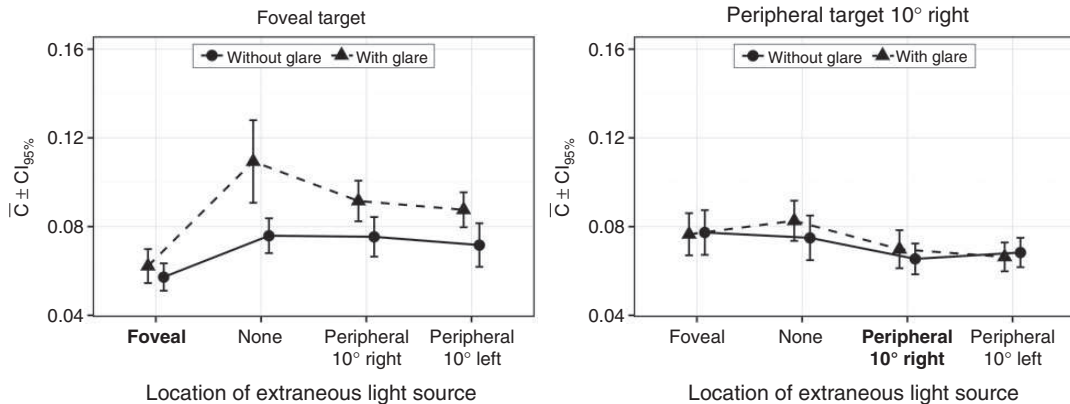 Foveal target
0.16
0.12
0.08
0.04
C̅ ± CI95%
Without glare
With glare
Foveal
None
Peripheral
10° right
Peripheral
10° left
Location of extraneous light source
Peripheral target 10° right
0.16
0.12
0.08
0.04
C̅ ± CI95%
Without glare
With glare
Foveal
None
Peripheral
10° right
Peripheral
10° left
Location of extraneous light source